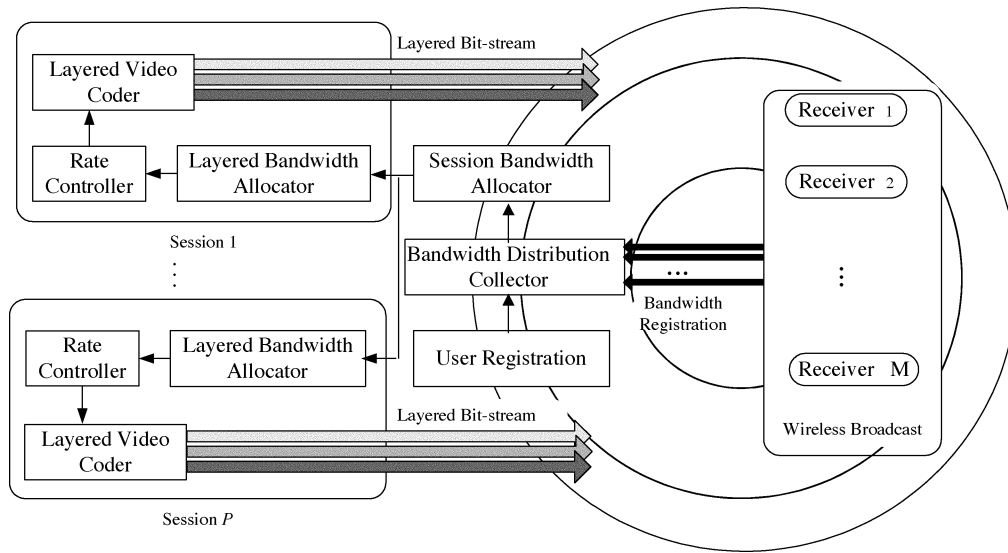 Layered Bit-stream
Layered Video
Coder
Rate
Controller
Layered Bandwidth
Allocator
Session Bandwidth
Allocator
Session 1
Bandwidth Distribution
Collector
User Registration
Receiver 1
Receiver 2
...
Bandwidth
Registration
Receiver M
Wireless Broadcast
Rate
Controller
Layered Bandwidth
Allocator
Layered Bit-stream
Layered Video
Coder
Session P